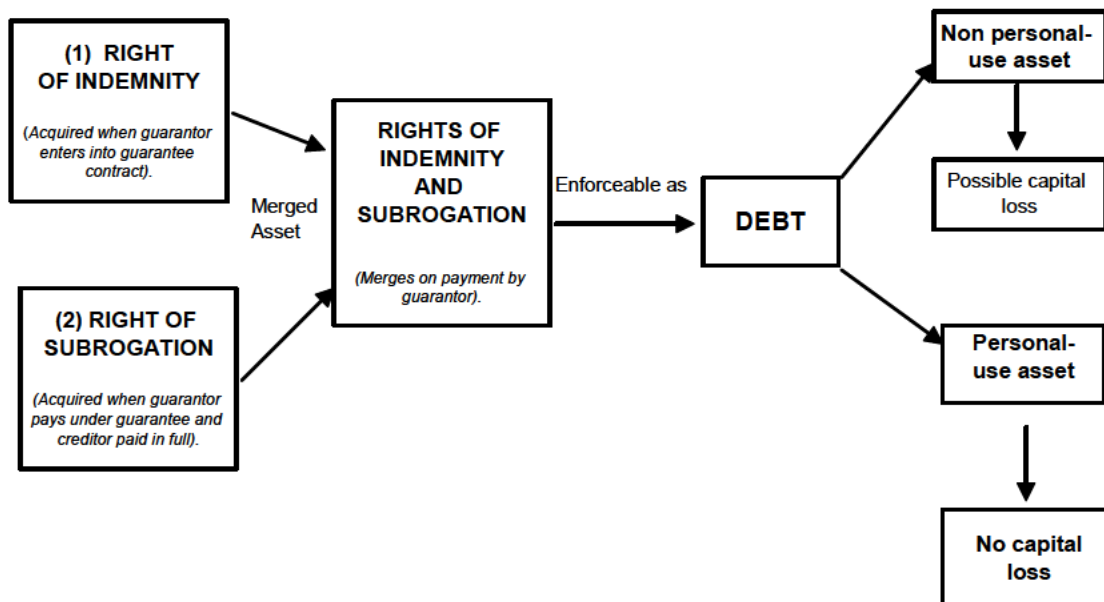 (1) RIGHT
OF INDEMNITY
(Acquired when guarantor
enters into guarantee
contract).
(2) RIGHT OF
SUBROGATION
(Acquired when guarantor
pays under guarantee and
creditor paid in full).
Merged
Asset
RIGHTS OF
INDEMNITY
AND
SUBROGATION
(Merges on payment by
guarantor).
Enforceable as
DEBT
Non personal-
use asset
Possible capital
loss
Personal-
use asset
No capital
loss